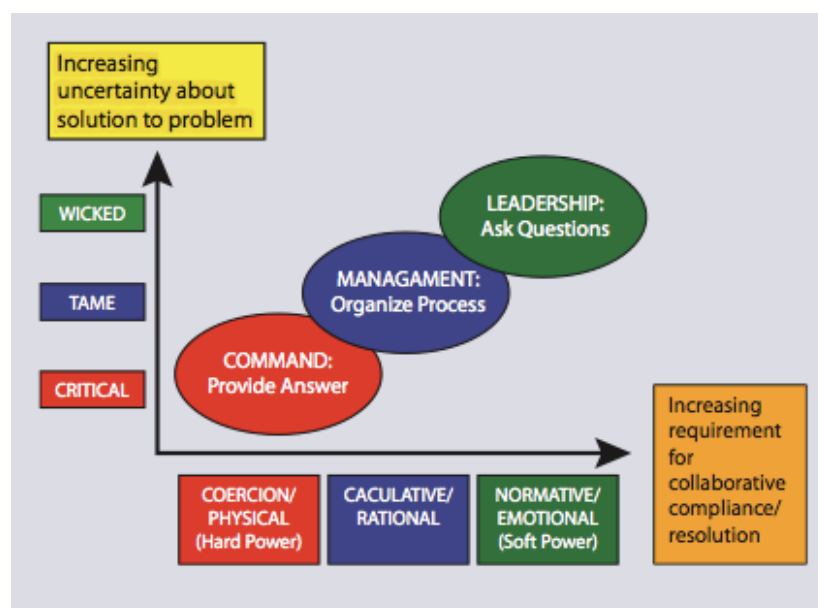 Increasing
uncertainty about
solution to problem
WICKED
LEADERSHIP:
Ask Questions
TAME
MANAGAMENT:
Organize Process
CRITICAL
COMMAND:
Provide Answer
COERCION/
PHYSICAL
(Hard Power)
CACULATIVE/
RATIONAL
NORMATIVE/
EMOTIONAL
(Soft Power)
Increasing
requirement
for
collaborative
compliance/
resolution